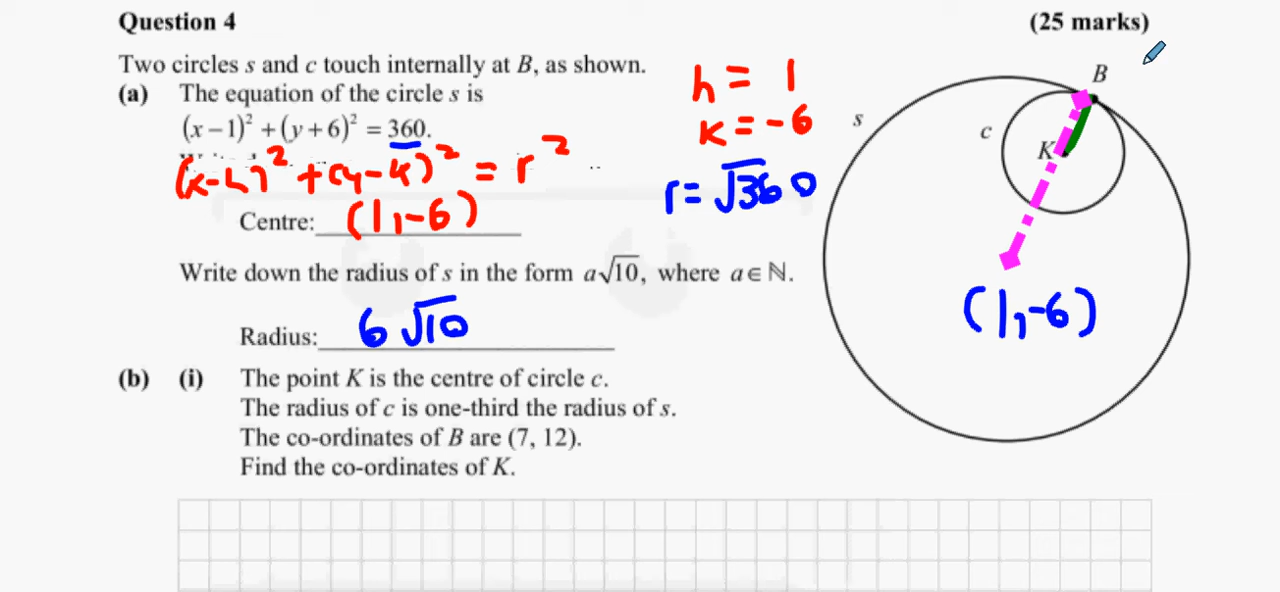 Question 4 (25 marks)
Two circles s and c touch internally at B, as shown.
(a) The equation of the circle s is
(x − 1)² + (y + 6)² = 360.
(x-h)² + (y-k)² = r²
Centre: (1,-6)
Write down the radius of s in the form a√10, where a ∈ ℕ.
Radius: 6√10
(b) (i) The point K is the centre of circle c.
The radius of c is one-third the radius of s.
The co-ordinates of B are (7, 12).
Find the co-ordinates of K.
h = 1
K = -6
r = √360
B
s
c
K
(1,-6)